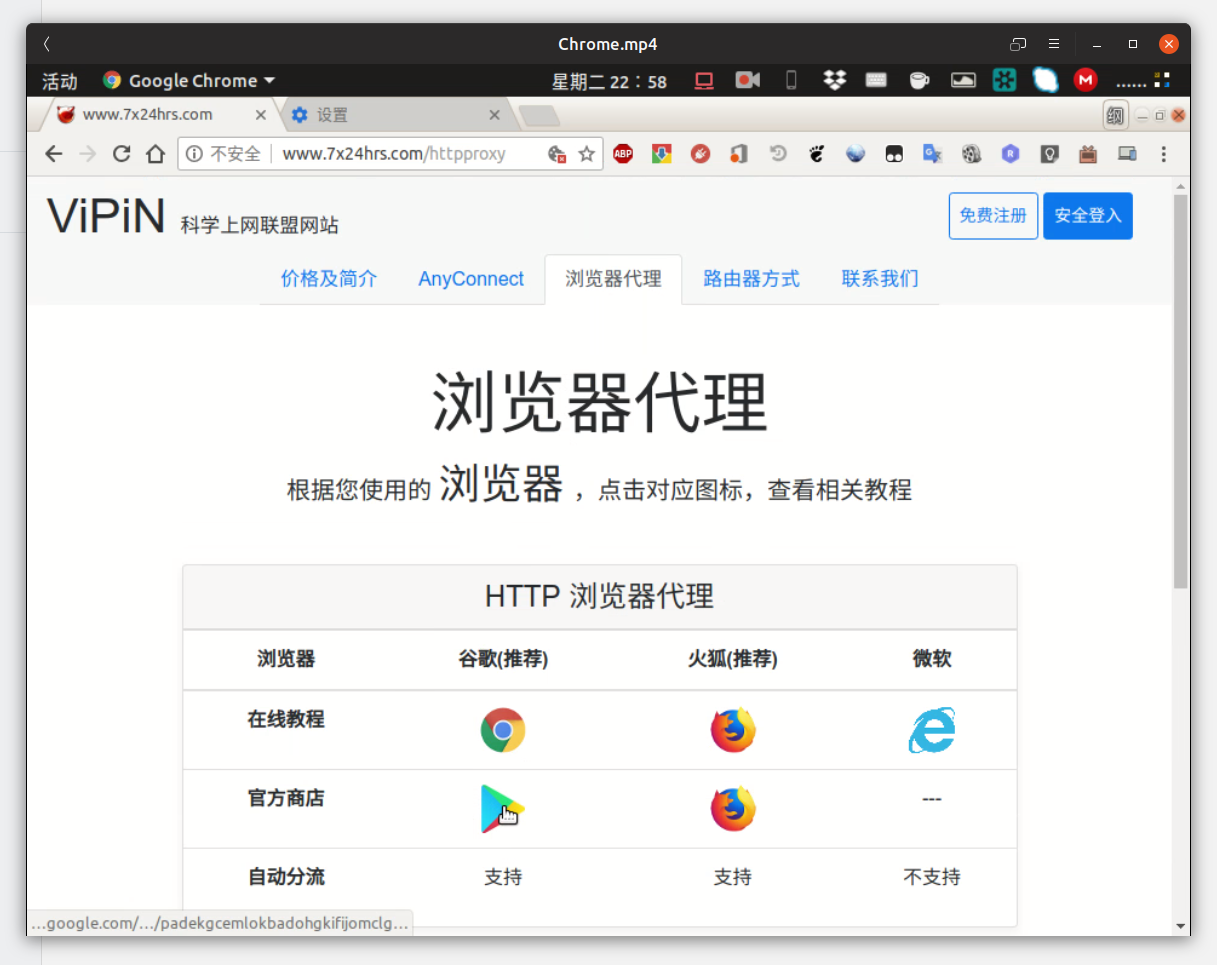 Chrome.mp4
活动 Google Chrome 星期二 22：58 ......
www.7x24hrs.com 设置
不安全 www.7x24hrs.com/httpproxy ABP
ViPiN 科学上网联盟网站 免费注册 安全登入
价格及简介 AnyConnect 浏览器代理 路由器方式 联系我们
浏览器代理
根据您使用的 浏览器 ，点击对应图标，查看相关教程
HTTP 浏览器代理
浏览器 谷歌(推荐) 火狐(推荐) 微软
在线教程
官方商店 ---
自动分流 支持 支持 不支持
...google.com/.../padekgcemlokbadohgkifijomclg...